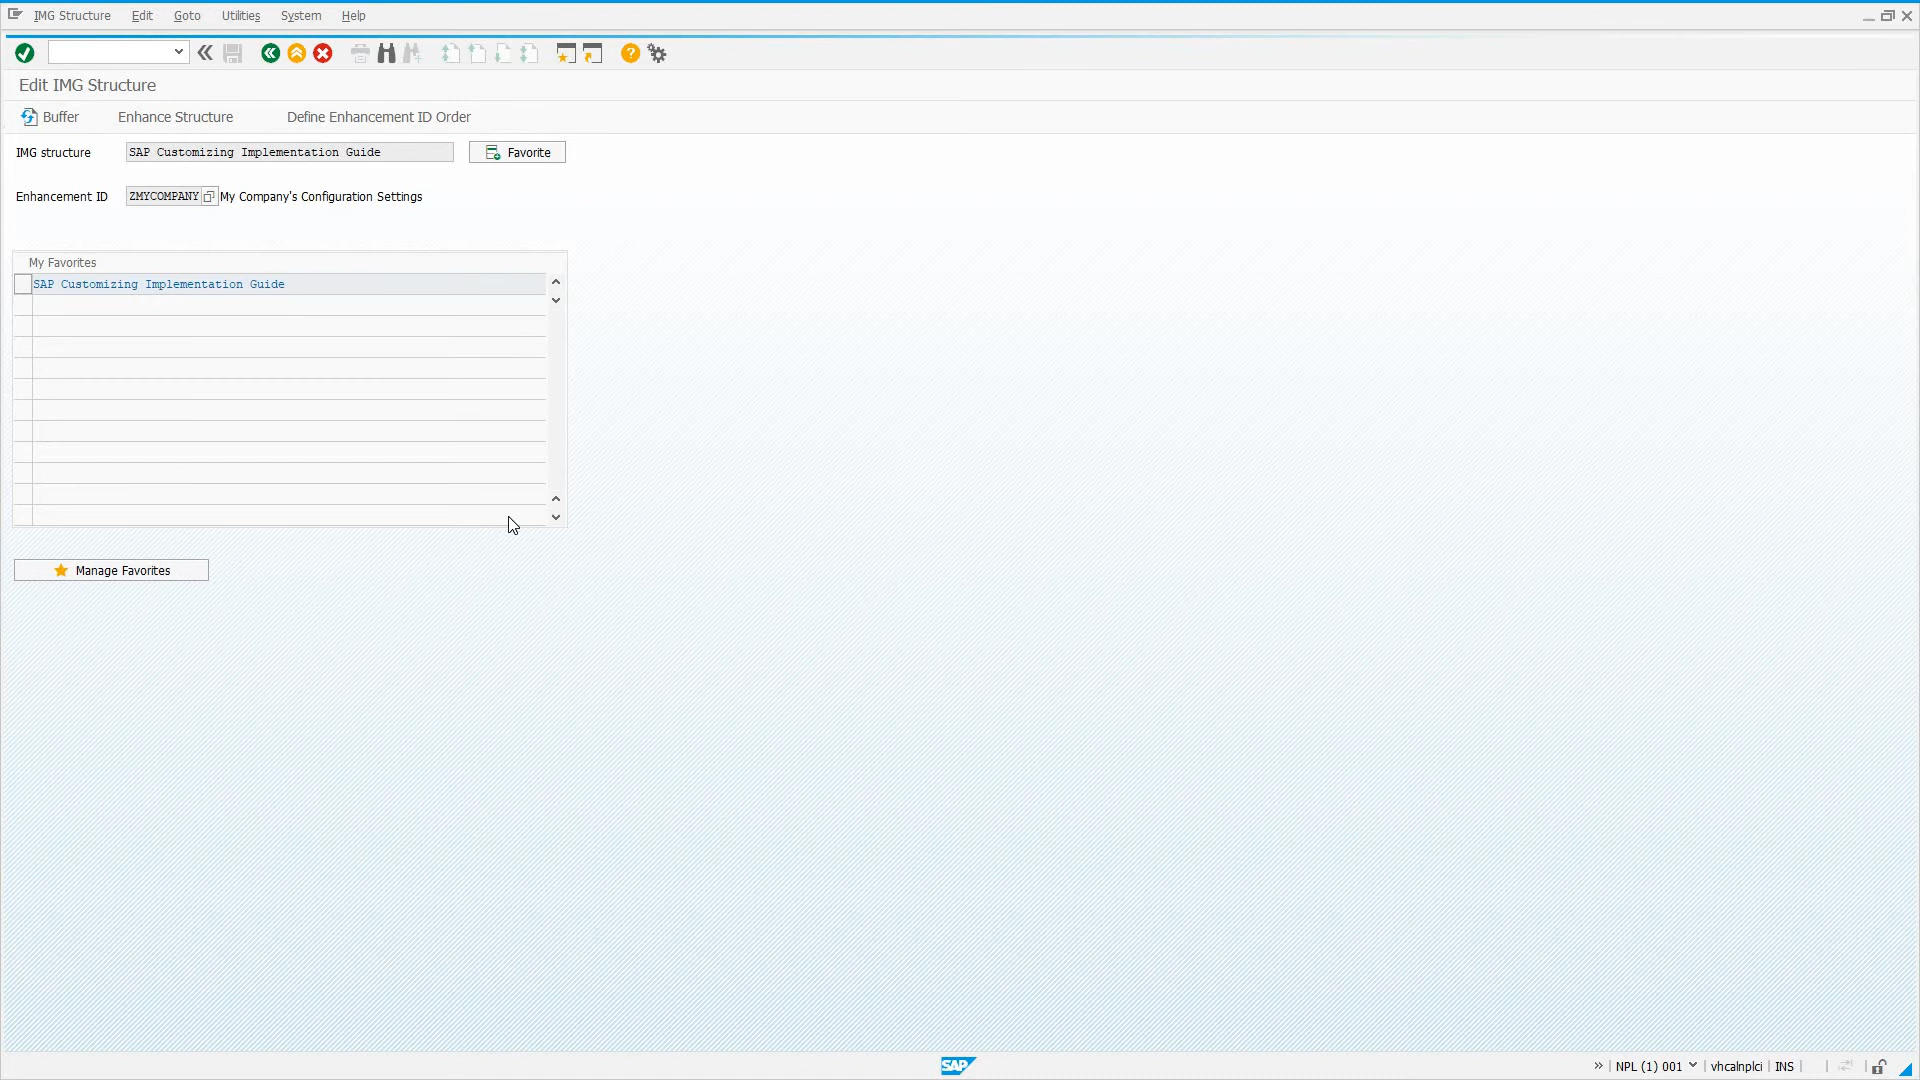 IMG Structure Edit Goto Utilities System Help
Edit IMG Structure
Buffer Enhance Structure Define Enhancement ID Order
IMG structure SAP Customizing Implementation Guide Favorite
Enhancement ID ZMYCOMPANY My Company's Configuration Settings
My Favorites
SAP Customizing Implementation Guide
Manage Favorites
SAP NPL (1) 001 vhcalnplci INS